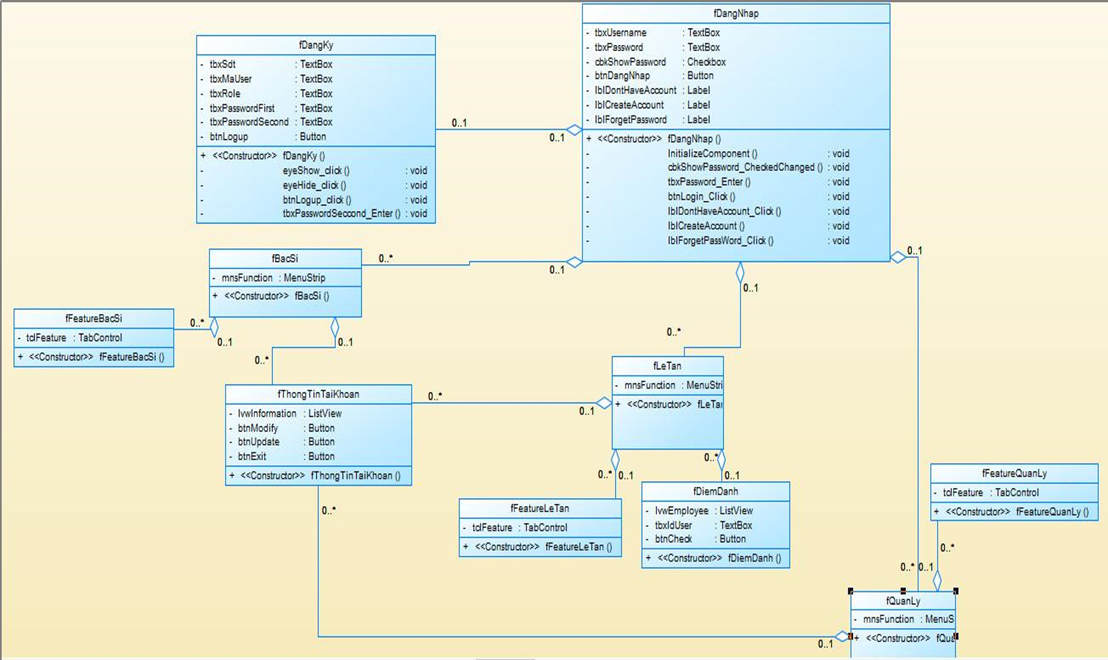 fDangNhap
- tbxUsername : TextBox
- tbxPassword : TextBox
- cbkShowPassword : Checkbox
- btnDangNhap : Button
- lblDontHaveAccount : Label
- lblCreateAccount : Label
- lblForgetPassword : Label
+ <<Constructor>> fDangNhap ()
- InitializeComponent () : void
- cbkShowPassword_CheckedChanged () : void
- tbxPassword_Enter () : void
- btnLogin_Click () : void
- lblDontHaveAccount_Click () : void
- lblCreateAccount () : void
- lblForgetPassWord_Click () : void
fDangKy
- tbxSdt : TextBox
- tbxMaUser : TextBox
- tbxRole : TextBox
- tbxPasswordFirst : TextBox
- tbxPasswordSecond : TextBox
- btnLogup : Button
+ <<Constructor>> fDangKy ()
- eyeShow_click () : void
- eyeHide_click () : void
- btnLogup_click () : void
- tbxPasswordSeccond_Enter () : void
0..1
0..1
fBacSi
- mnsFunction : MenuStrip
+ <<Constructor>> fBacSi ()
0..*
0..1
0..1
0..1
0..*
fFeatureBacSi
- tclFeature : TabControl
+ <<Constructor>> fFeatureBacSi ()
0..*
0..1
0..1
0..*
fThongTinTaiKhoan
- lvwInformation : ListView
- btnModify : Button
- btnUpdate : Button
- btnExit : Button
+ <<Constructor>> fThongTinTaiKhoan ()
0..*
0..1
fLeTan
- mnsFunction : MenuStri
+ <<Constructor>> fLeTa
0..*
0..1
0..*
0..1
fFeatureLeTan
- tclFeature : TabControl
+ <<Constructor>> fFeatureLeTan ()
fDiemDanh
- lvwEmployee : ListView
- tbxIdUser : TextBox
- btnCheck : Button
+ <<Constructor>> fDiemDanh ()
fFeatureQuanLy
- tclFeature : TabControl
+ <<Constructor>> fFeatureQuanLy ()
0..*
0..*
0..*
0..1
fQuanLy
- mnsFunction : MenuS
+ <<Constructor>> fQua
0..1